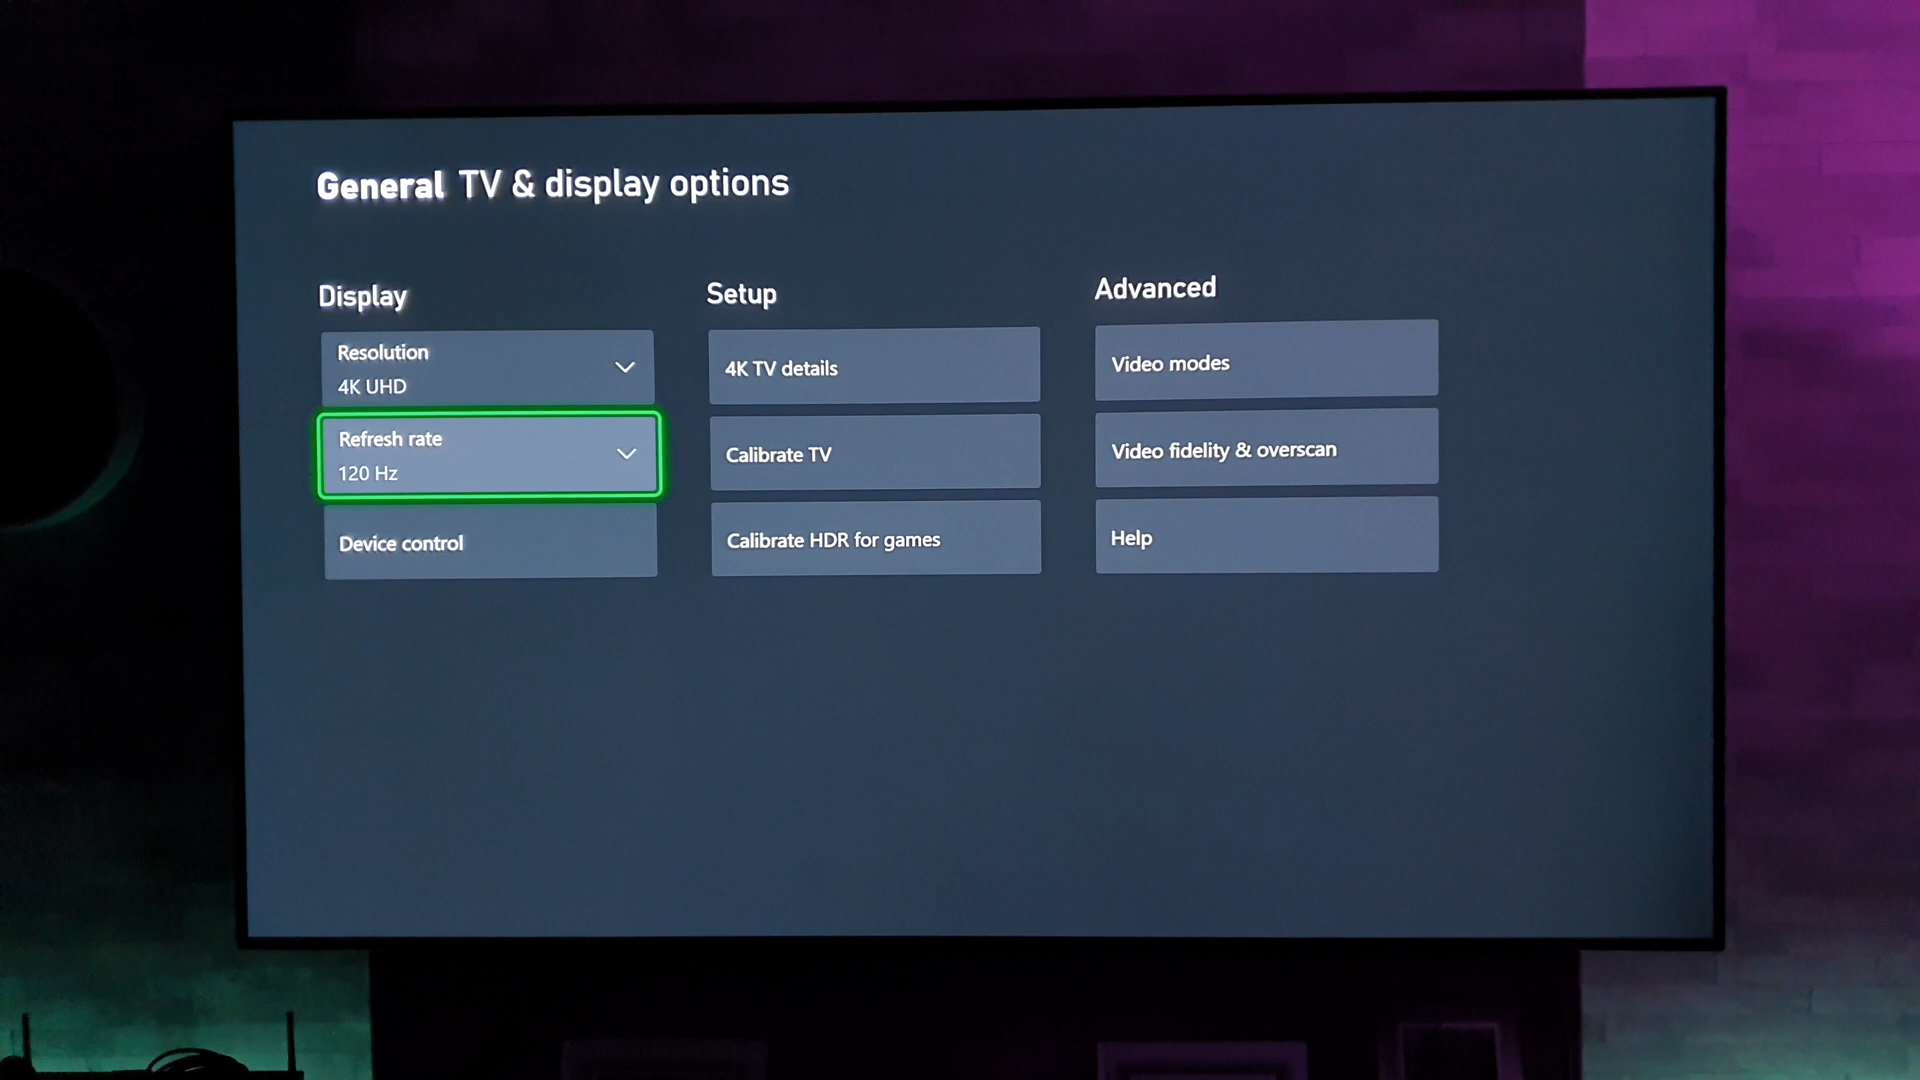 General TV & display options
Display
Resolution
4K UHD
Refresh rate
120 Hz
Device control
Setup
4K TV details
Calibrate TV
Calibrate HDR for games
Advanced
Video modes
Video fidelity & overscan
Help